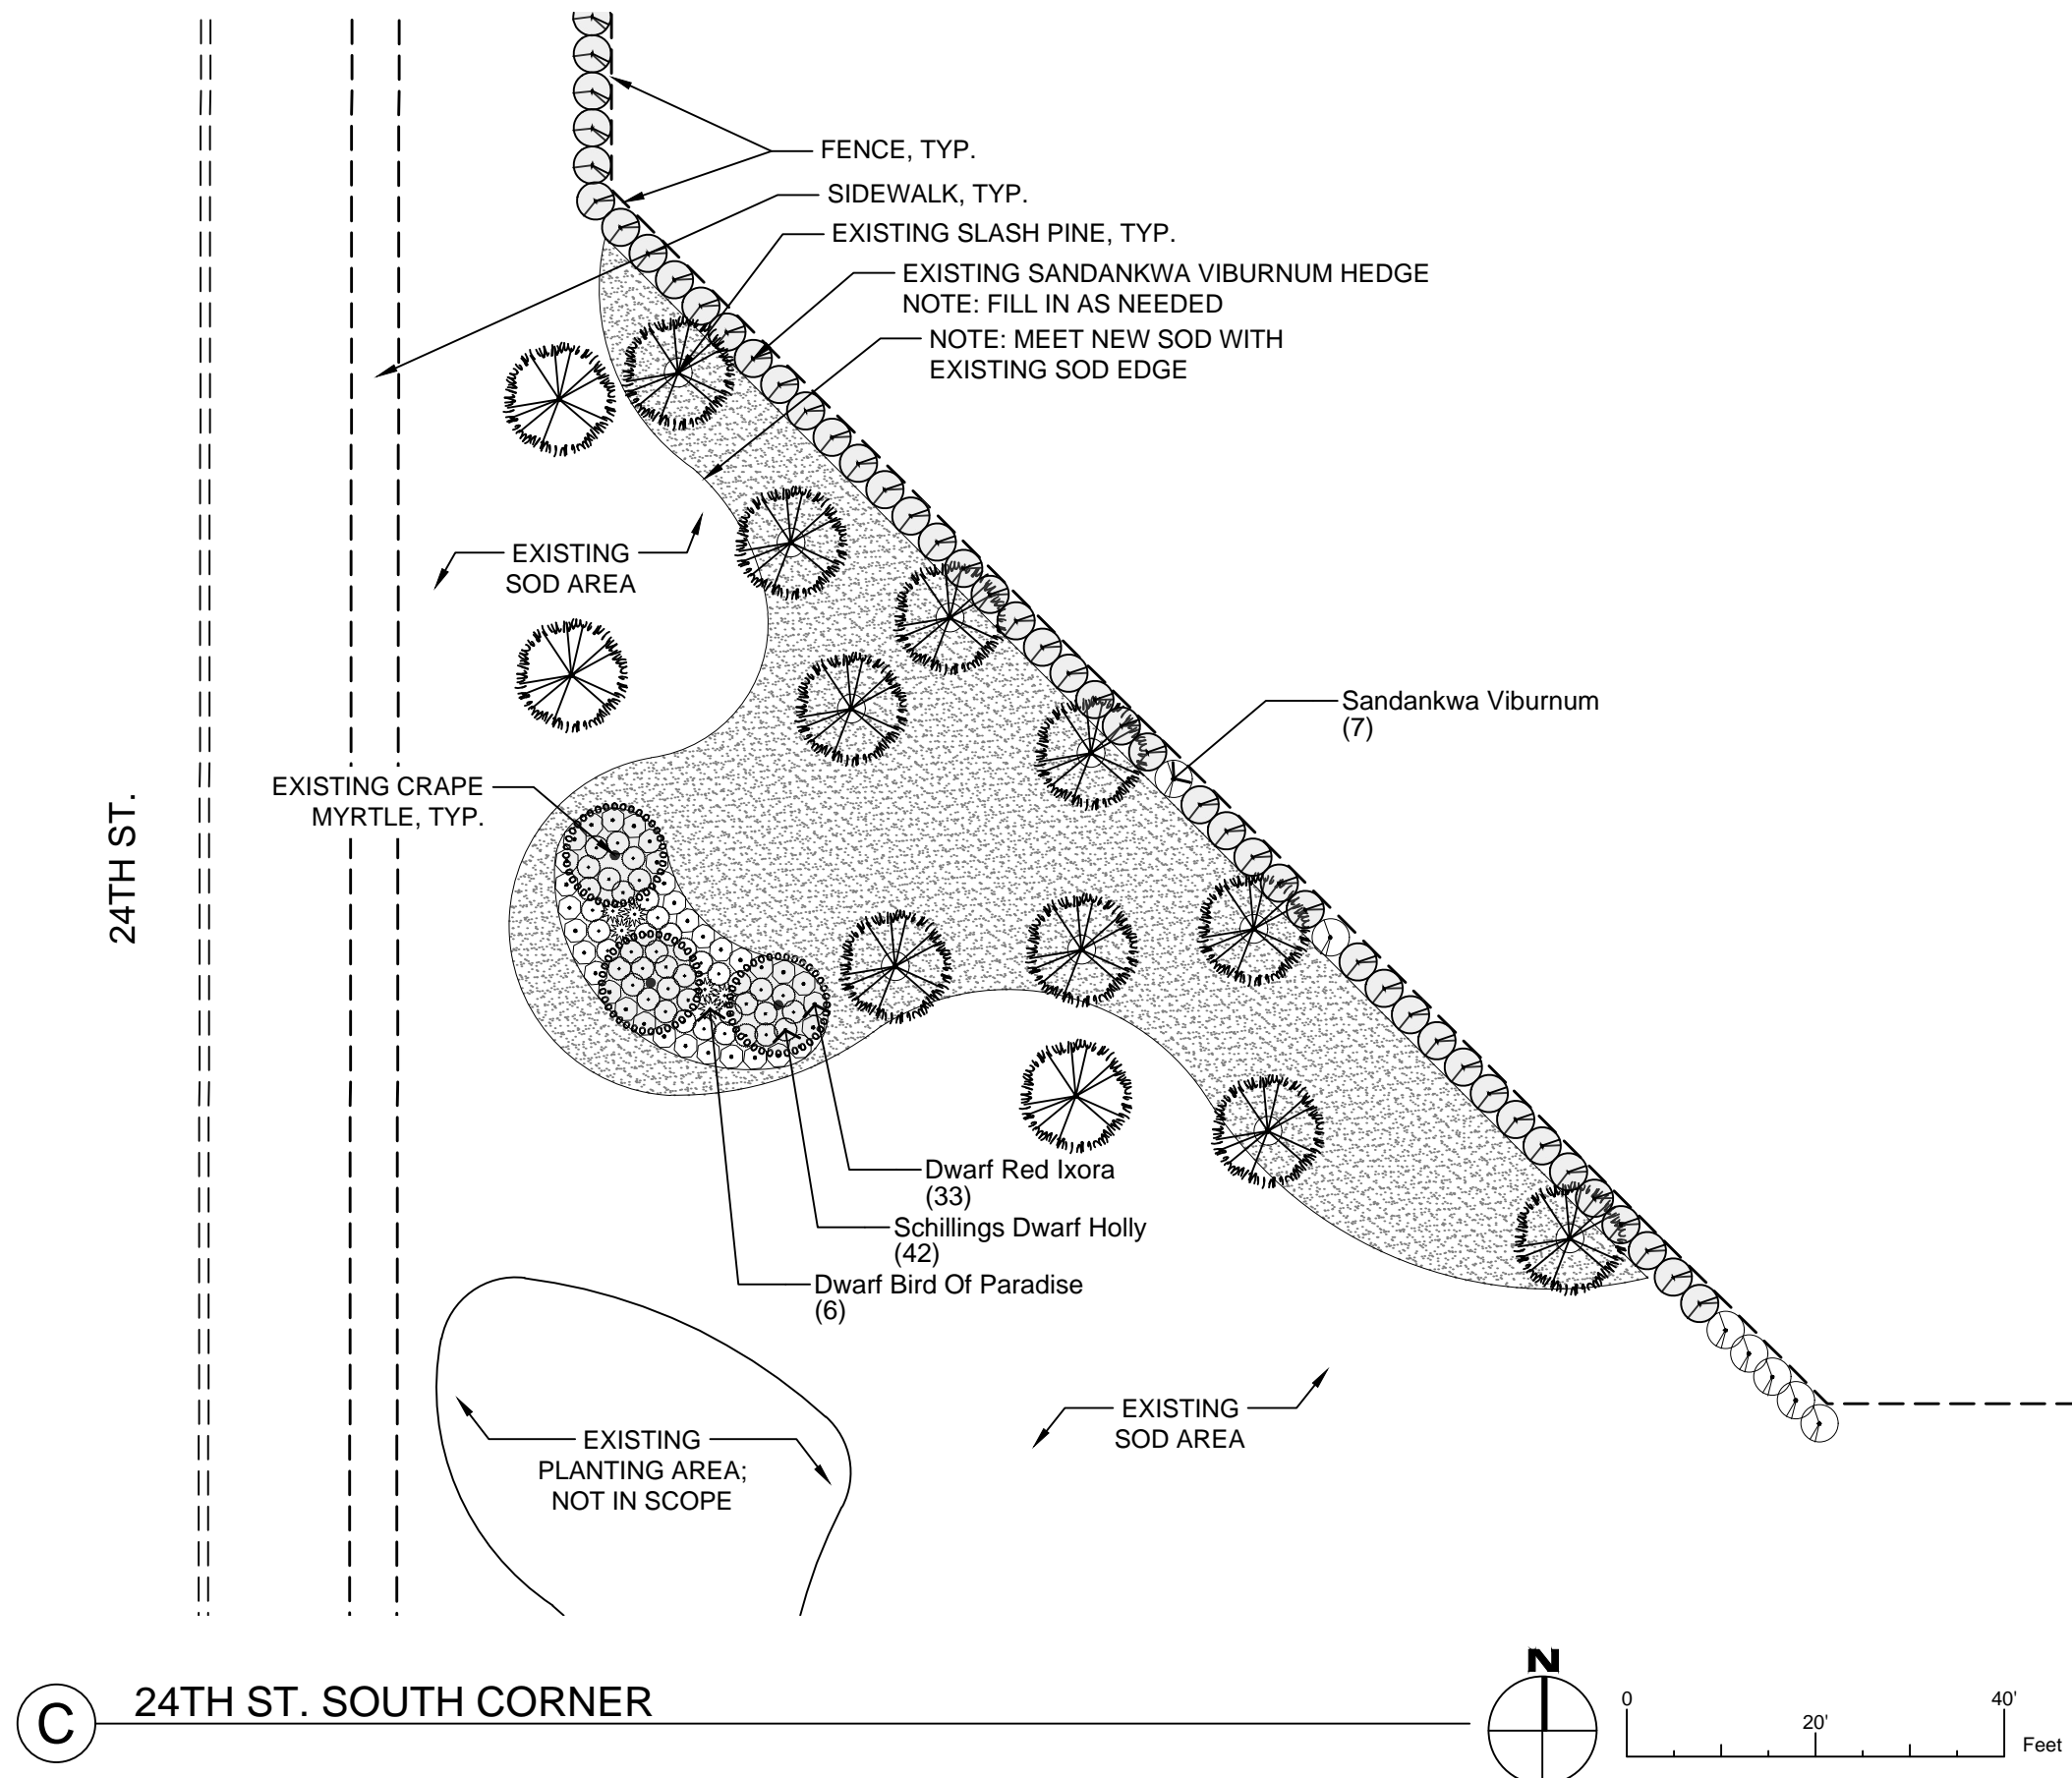 FENCE, TYP.
SIDEWALK, TYP.
EXISTING SLASH PINE, TYP.
EXISTING SANDANKWA VIBURNUM HEDGE
NOTE: FILL IN AS NEEDED
NOTE: MEET NEW SOD WITH
EXISTING SOD EDGE
EXISTING
SOD AREA
Sandankwa Viburnum
(7)
EXISTING CRAPE
MYRTLE, TYP.
24TH ST.
Dwarf Red Ixora
(33)
Schillings Dwarf Holly
(42)
Dwarf Bird Of Paradise
(6)
EXISTING
SOD AREA
EXISTING
PLANTING AREA;
NOT IN SCOPE
C
24TH ST. SOUTH CORNER
N
0
20'
40'
Feet